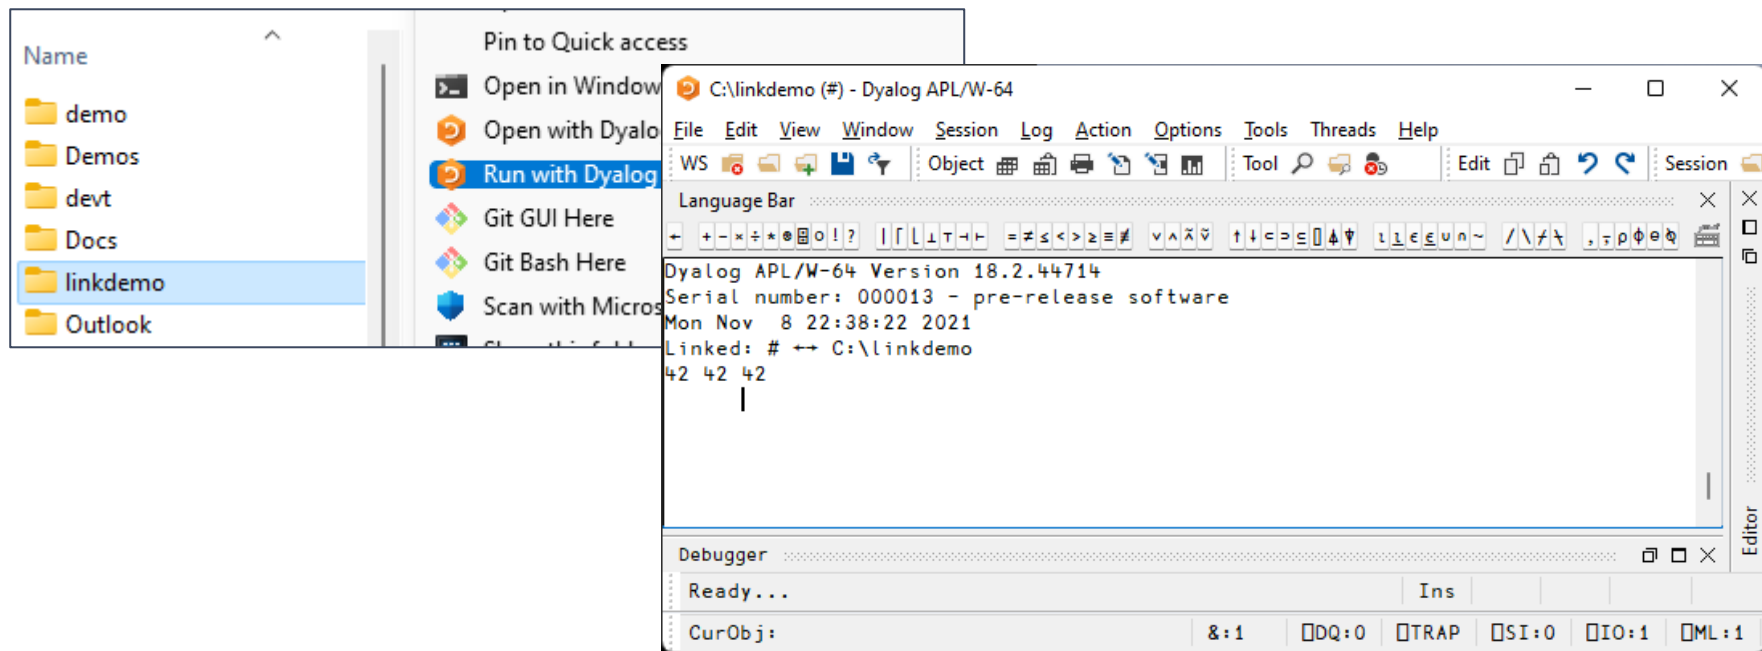 Name
demo
Demos
devt
Docs
linkdemo
Outlook
Pin to Quick access
Open in Window
Open with Dyalo
Run with Dyalog
Git GUI Here
Git Bash Here
Scan with Micros
C:\linkdemo (#) - Dyalog APL/W-64
File Edit View Window Session Log Action Options Tools Threads Help
WS Object Tool Edit Session
Language Bar
← +-×÷*⍟⌹○!? |⌈⌊⊥⊤⊣⊢ =≠≤<>≥≡≢ ∨∧⍲⍱ ↑↓⊂⊃⊆⌷⍋⍒ ⍳⍸∊⍷∪∩~ /\⌿⍀ ,⍪⍴⌽⊖⍉
Dyalog APL/W-64 Version 18.2.44714
Serial number: 000013 - pre-release software
Mon Nov  8 22:38:22 2021
Linked: # ←→ C:\linkdemo
42 42 42
Editor
Debugger
Ready... Ins
CurObj: &:1 ⎕DQ:0 ⎕TRAP ⎕SI:0 ⎕IO:1 ⎕ML:1